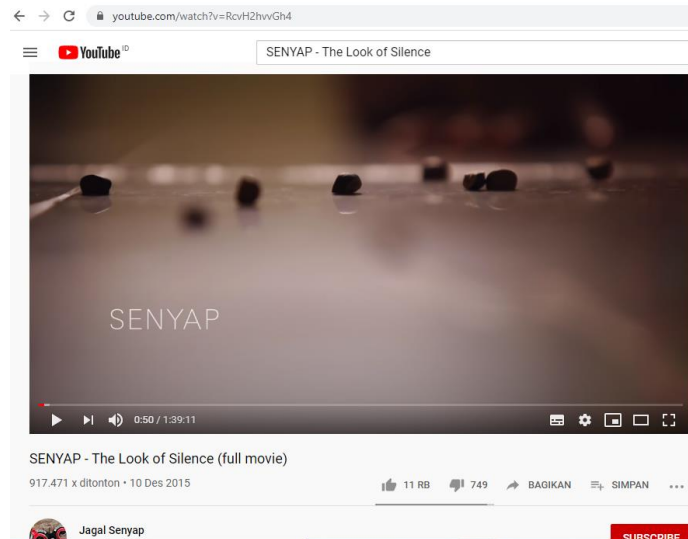 youtube.com/watch?v=RcvH2hvvGh4
YouTube ID
SENYAP - The Look of Silence
SENYAP
0:50 / 1:39:11
SENYAP - The Look of Silence (full movie)
917.471 x ditonton • 10 Des 2015
11 RB 749 BAGIKAN SIMPAN
Jagal Senyap
SUBSCRIBE